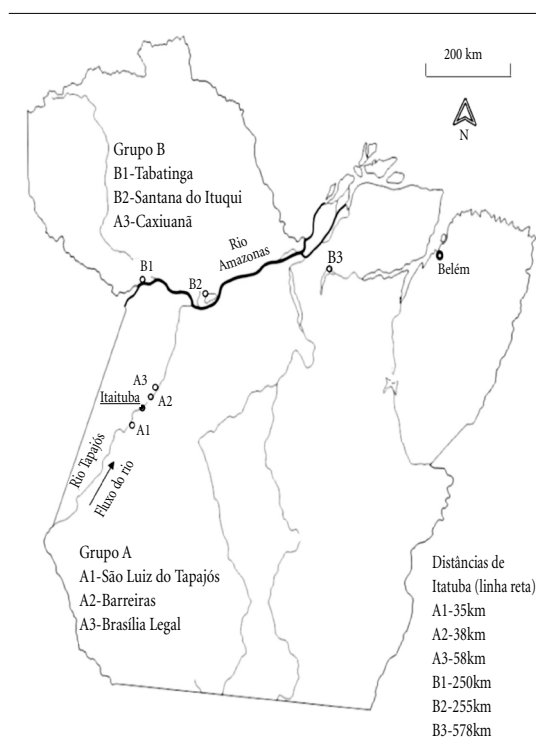 200 km
N
Grupo B
B1-Tabatinga
B2-Santana do Ituqui
A3-Caxiuanã
Rio
Amazonas
B1
B2
B3
Belém
A3
Itaituba
A2
A1
Rio Tapajós
Fluxo do rio
Grupo A
A1-São Luiz do Tapajós
A2-Barreiras
A3-Brasília Legal
Distâncias de
Itatuba (linha reta)
A1-35km
A2-38km
A3-58km
B1-250km
B2-255km
B3-578km